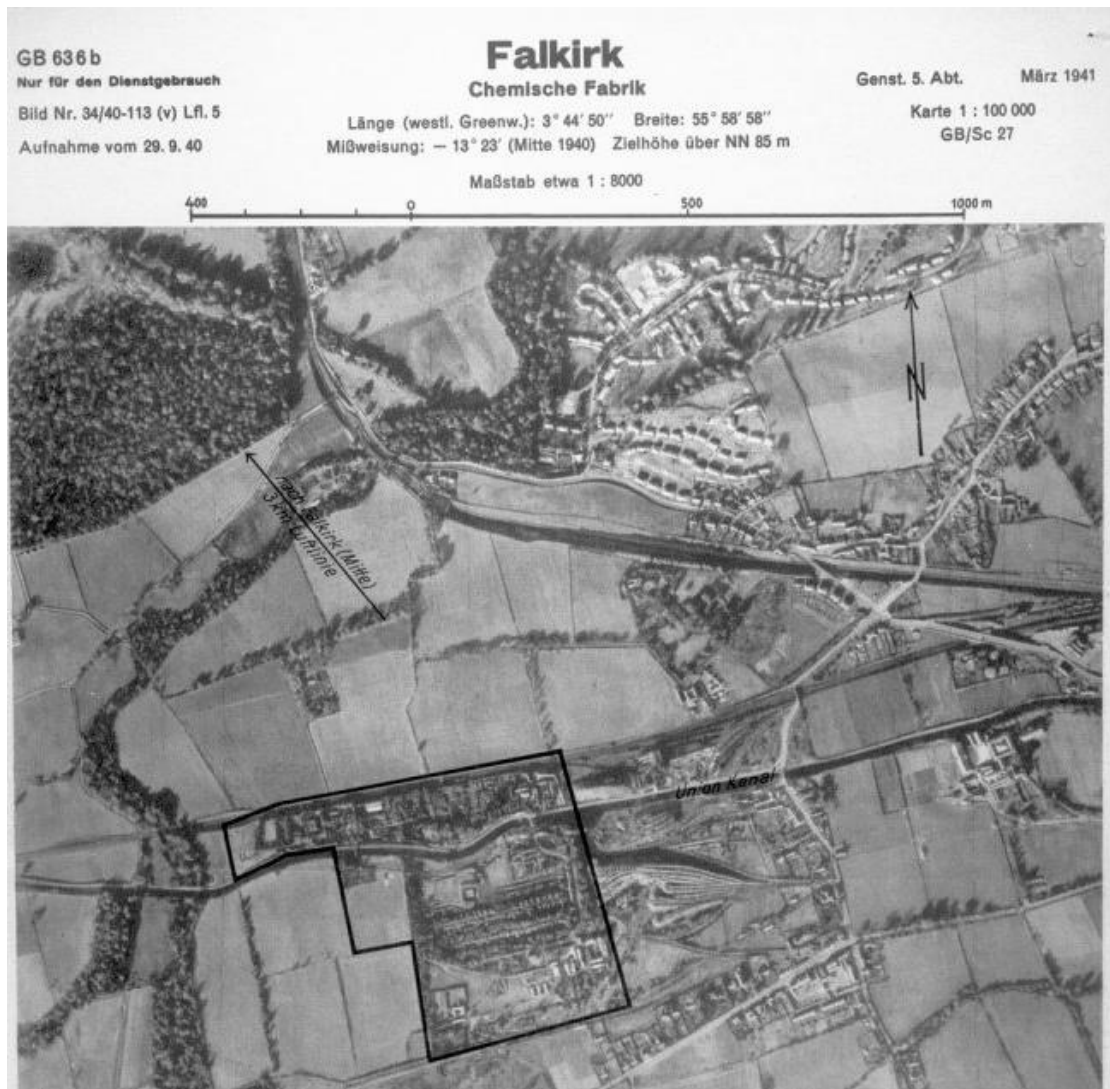 GB 636 b
Nur für den Dienstgebrauch
Bild Nr. 34/40-113 (v) Lfl. 5
Aufnahme vom 29. 9. 40
Falkirk
Chemische Fabrik
Länge (westl. Greenw.): 3° 44′ 50′′ Breite: 55° 58′ 58′′
Mißweisung: — 13° 23′ (Mitte 1940) Zielhöhe über NN 85 m
Maßstab etwa 1 : 8000
Genst. 5. Abt. März 1941
Karte 1 : 100 000
GB/Sc 27
400 0 500 1000 m
N
nach Falkirk (Mitte)
3 km Luftlinie
Union Kanal